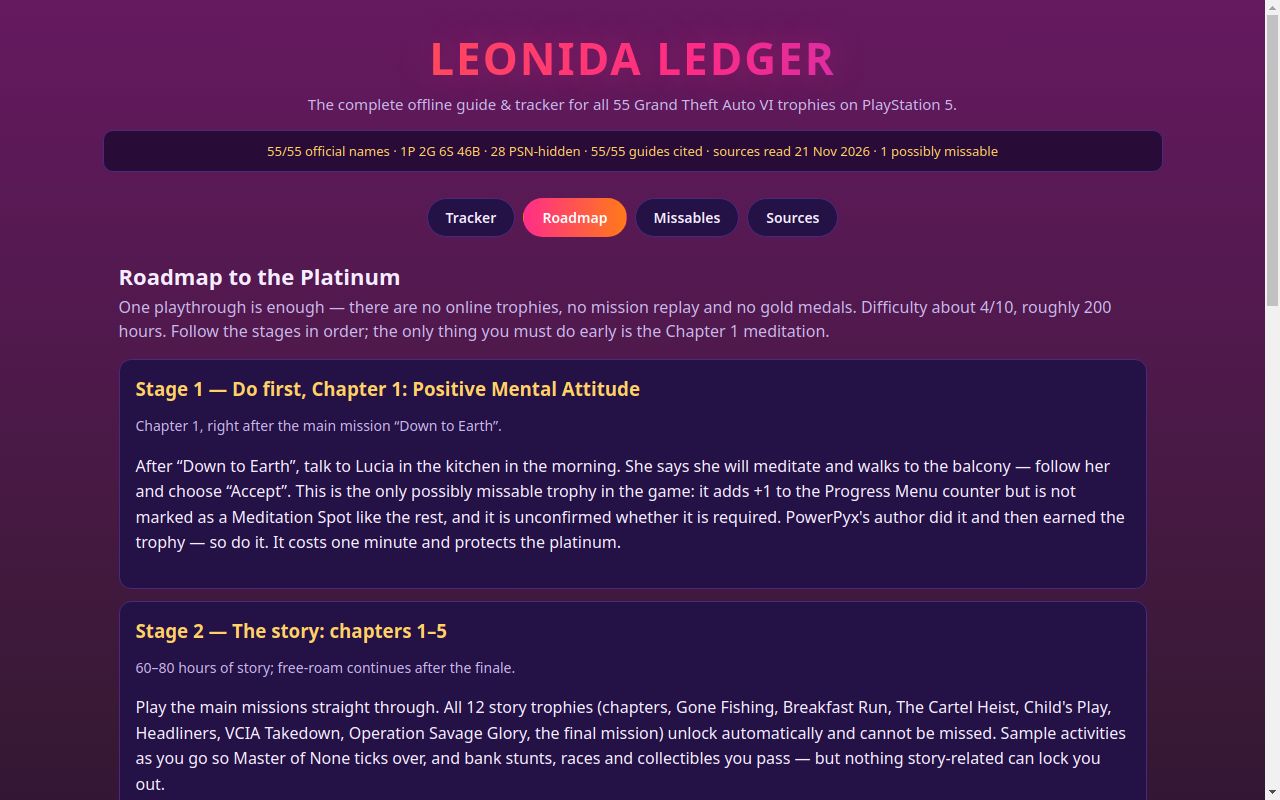 LEONIDA LEDGER
The complete offline guide & tracker for all 55 Grand Theft Auto VI trophies on PlayStation 5.
55/55 official names · 1P 2G 6S 46B · 28 PSN-hidden · 55/55 guides cited · sources read 21 Nov 2026 · 1 possibly missable
Tracker
Roadmap
Missables
Sources
Roadmap to the Platinum
One playthrough is enough — there are no online trophies, no mission replay and no gold medals. Difficulty about 4/10, roughly 200
hours. Follow the stages in order; the only thing you must do early is the Chapter 1 meditation.
Stage 1 — Do first, Chapter 1: Positive Mental Attitude
Chapter 1, right after the main mission “Down to Earth”.
After “Down to Earth”, talk to Lucia in the kitchen in the morning. She says she will meditate and walks to the balcony — follow her
and choose “Accept”. This is the only possibly missable trophy in the game: it adds +1 to the Progress Menu counter but is not
marked as a Meditation Spot like the rest, and it is unconfirmed whether it is required. PowerPyx's author did it and then earned the
trophy — so do it. It costs one minute and protects the platinum.
Stage 2 — The story: chapters 1–5
60–80 hours of story; free-roam continues after the finale.
Play the main missions straight through. All 12 story trophies (chapters, Gone Fishing, Breakfast Run, The Cartel Heist, Child's Play,
Headliners, VCIA Takedown, Operation Savage Glory, the final mission) unlock automatically and cannot be missed. Sample activities
as you go so Master of None ticks over, and bank stunts, races and collectibles you pass — but nothing story-related can lock you
out.